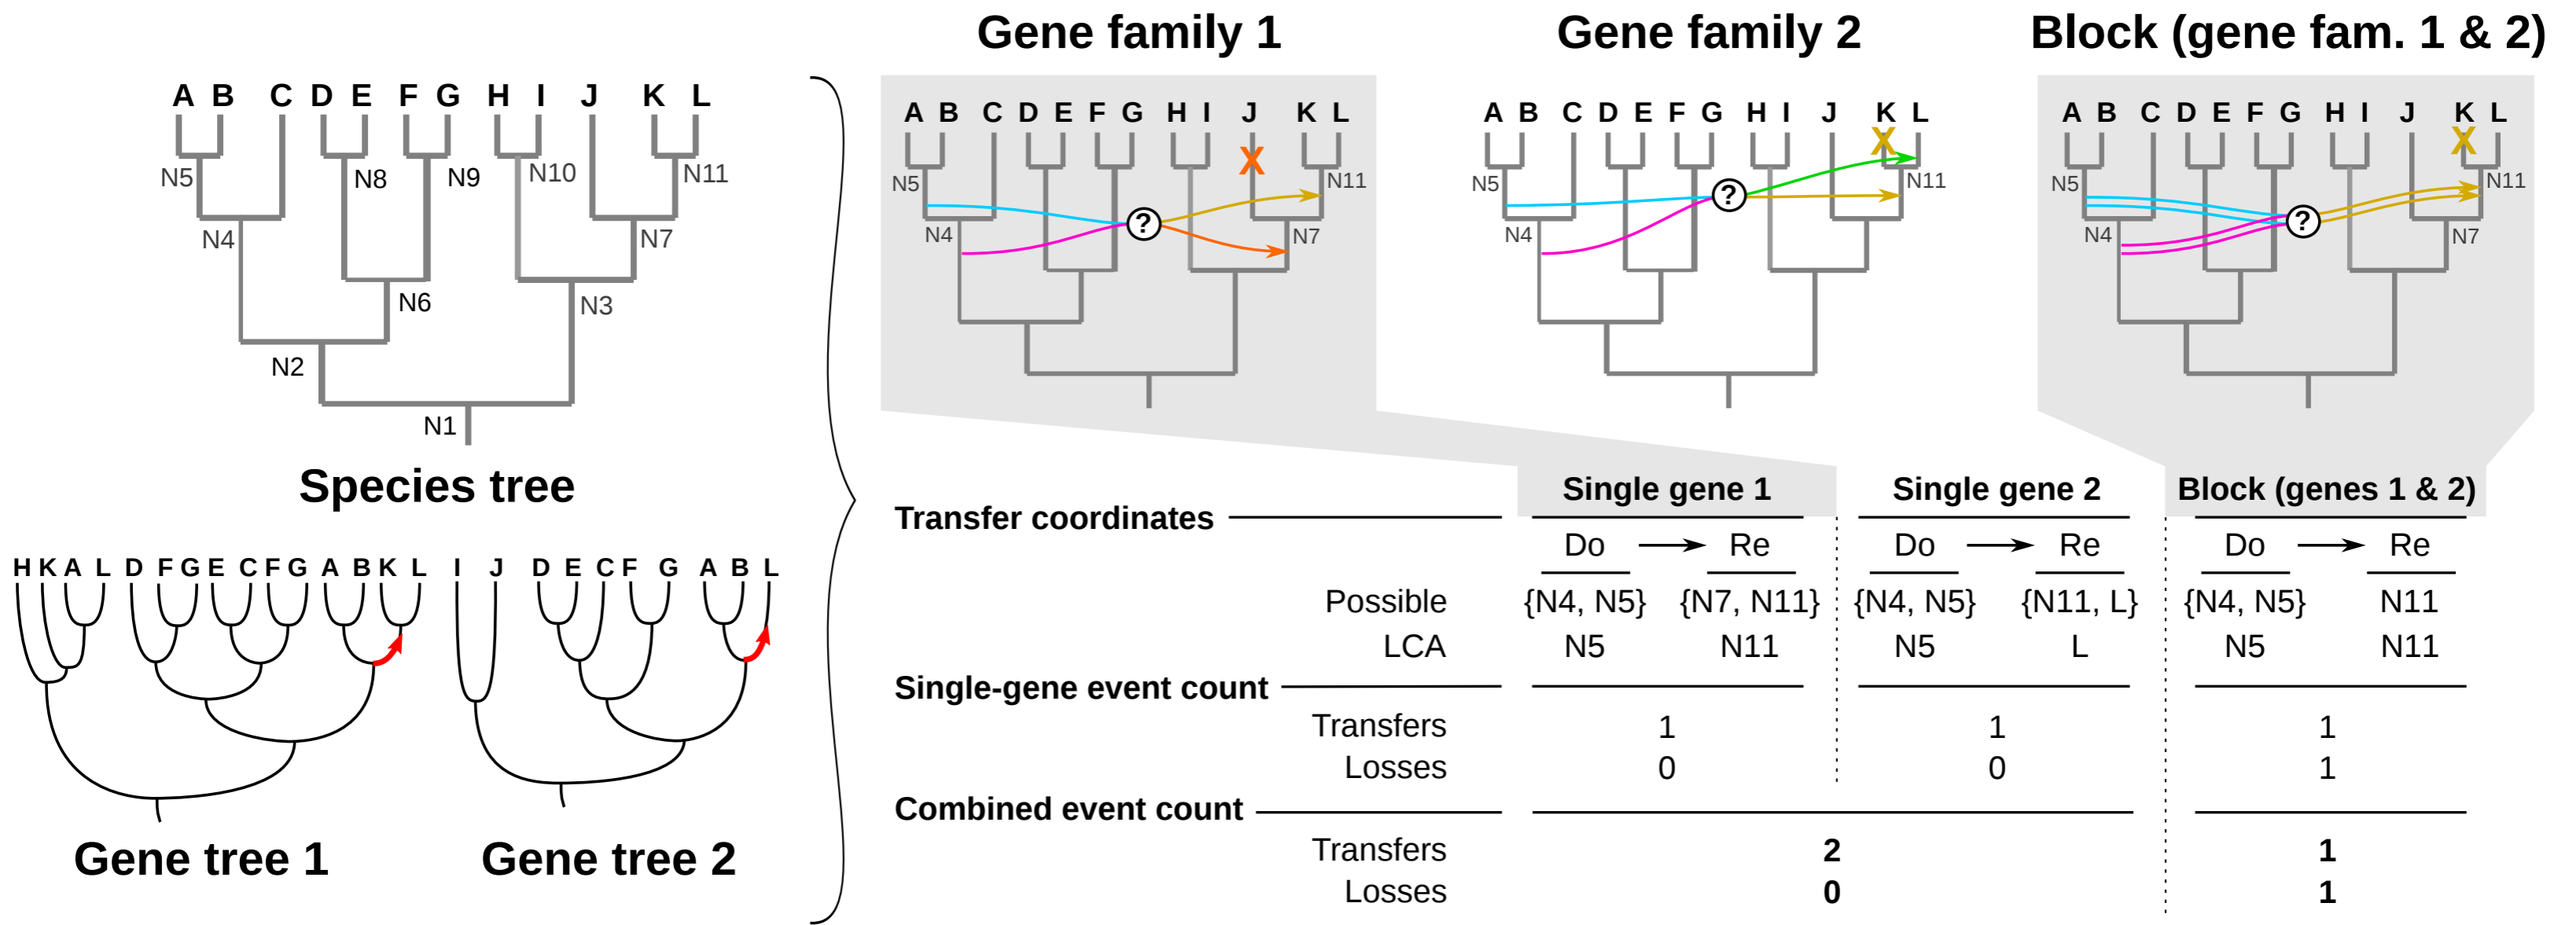 Gene family 1
Gene family 2
Block (gene fam. 1 & 2)
A B C D E F G H I J K L
N5
N8
N9
N10
N11
N4
N7
N6
N3
N2
N1
Species tree
H K A L D F G E C F G A B K L
Gene tree 1
I J D E C F G A B L
Gene tree 2
A B C D E F G H I J K L
X
N5
N11
?
N4
N7
A B C D E F G H I J K L
X
N5
N11
?
N4
A B C D E F G H I J K L
X
N5
N11
?
N4
N7
Single gene 1 Single gene 2 Block (genes 1 & 2)
Transfer coordinates
Do Re Do Re Do Re
Possible {N4, N5} {N7, N11} {N4, N5} {N11, L} {N4, N5} N11
LCA N5 N11 N5 L N5 N11
Single-gene event count
Transfers 1 1 1
Losses 0 0 1
Combined event count
Transfers 2 1
Losses 0 1